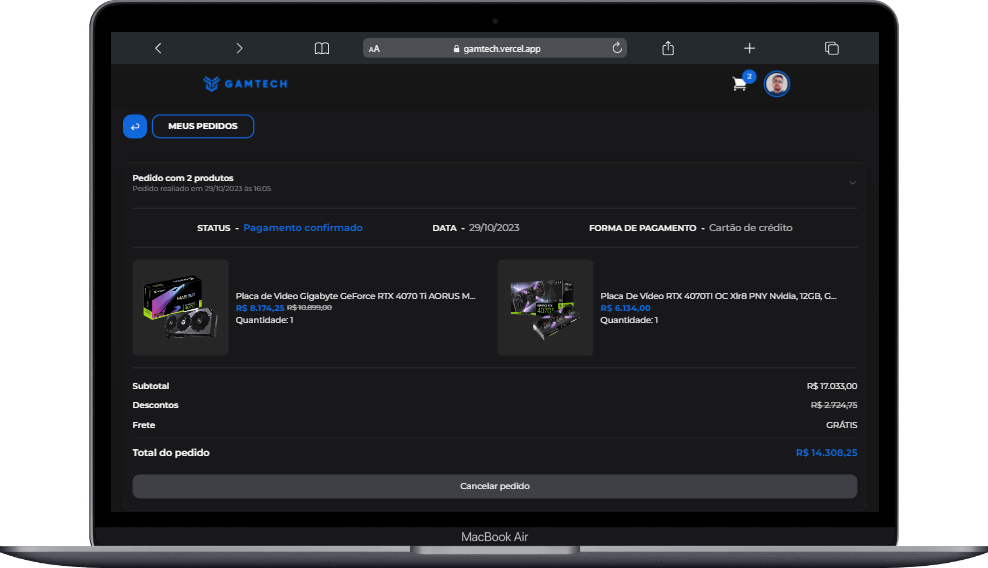 AA gamtech.vercel.app
GAMTECH
2
MEUS PEDIDOS
Pedido com 2 produtos
Pedido realiado em 29/10/2023 às 16:05
STATUS - Pagamento confirmado
DATA - 29/10/2023
FORMA DE PAGAMENTO - Cartão de crédito
Placa de Video Gigabyte GeForce RTX 4070 Ti AORUS M...
R$ 8.174,25 R$ 10.899,00
Quantidade: 1
Placa De Vídeo RTX 4070TI OC Xlr8 PNY Nvidia, 12GB, G...
R$ 6.134,00
Quantidade: 1
Subtotal R$ 17.033,00
Descontos R$ 2.724,75
Frete GRÁTIS
Total do pedido R$ 14.308,25
Cancelar pedido
MacBook Air